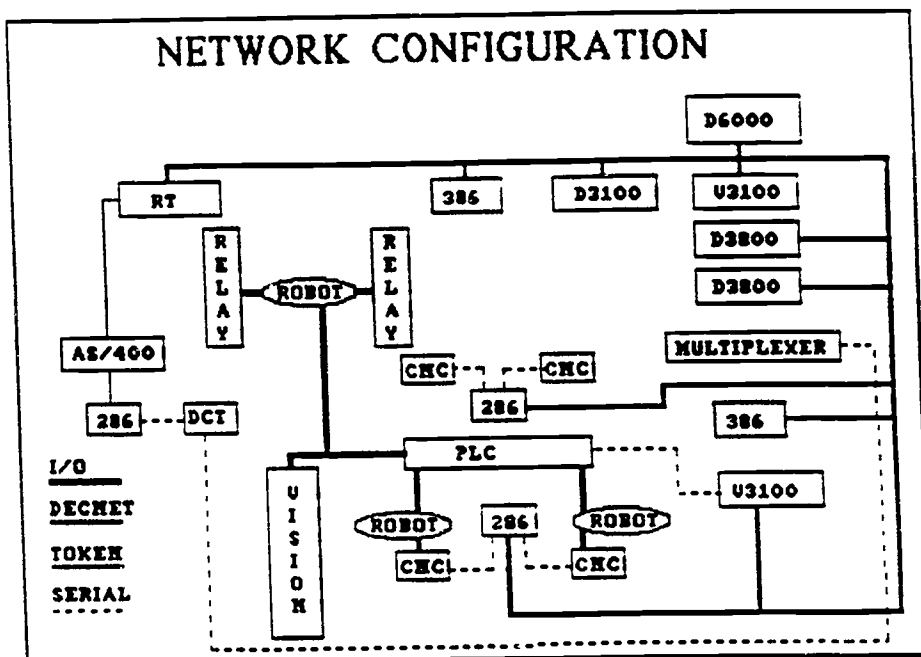 NETWORK CONFIGURATION
D6000
RT
386
D3100
V3100
RELAY
ROBOT
RELAY
D3800
D3800
AS/400
MULTIPLEXER
CNC
CNC
286
286
DCT
386
PLC
I/O
DECNET
TOKEN
SERIAL
VISION
V3100
ROBOT
286
ROBOT
CNC
CNC